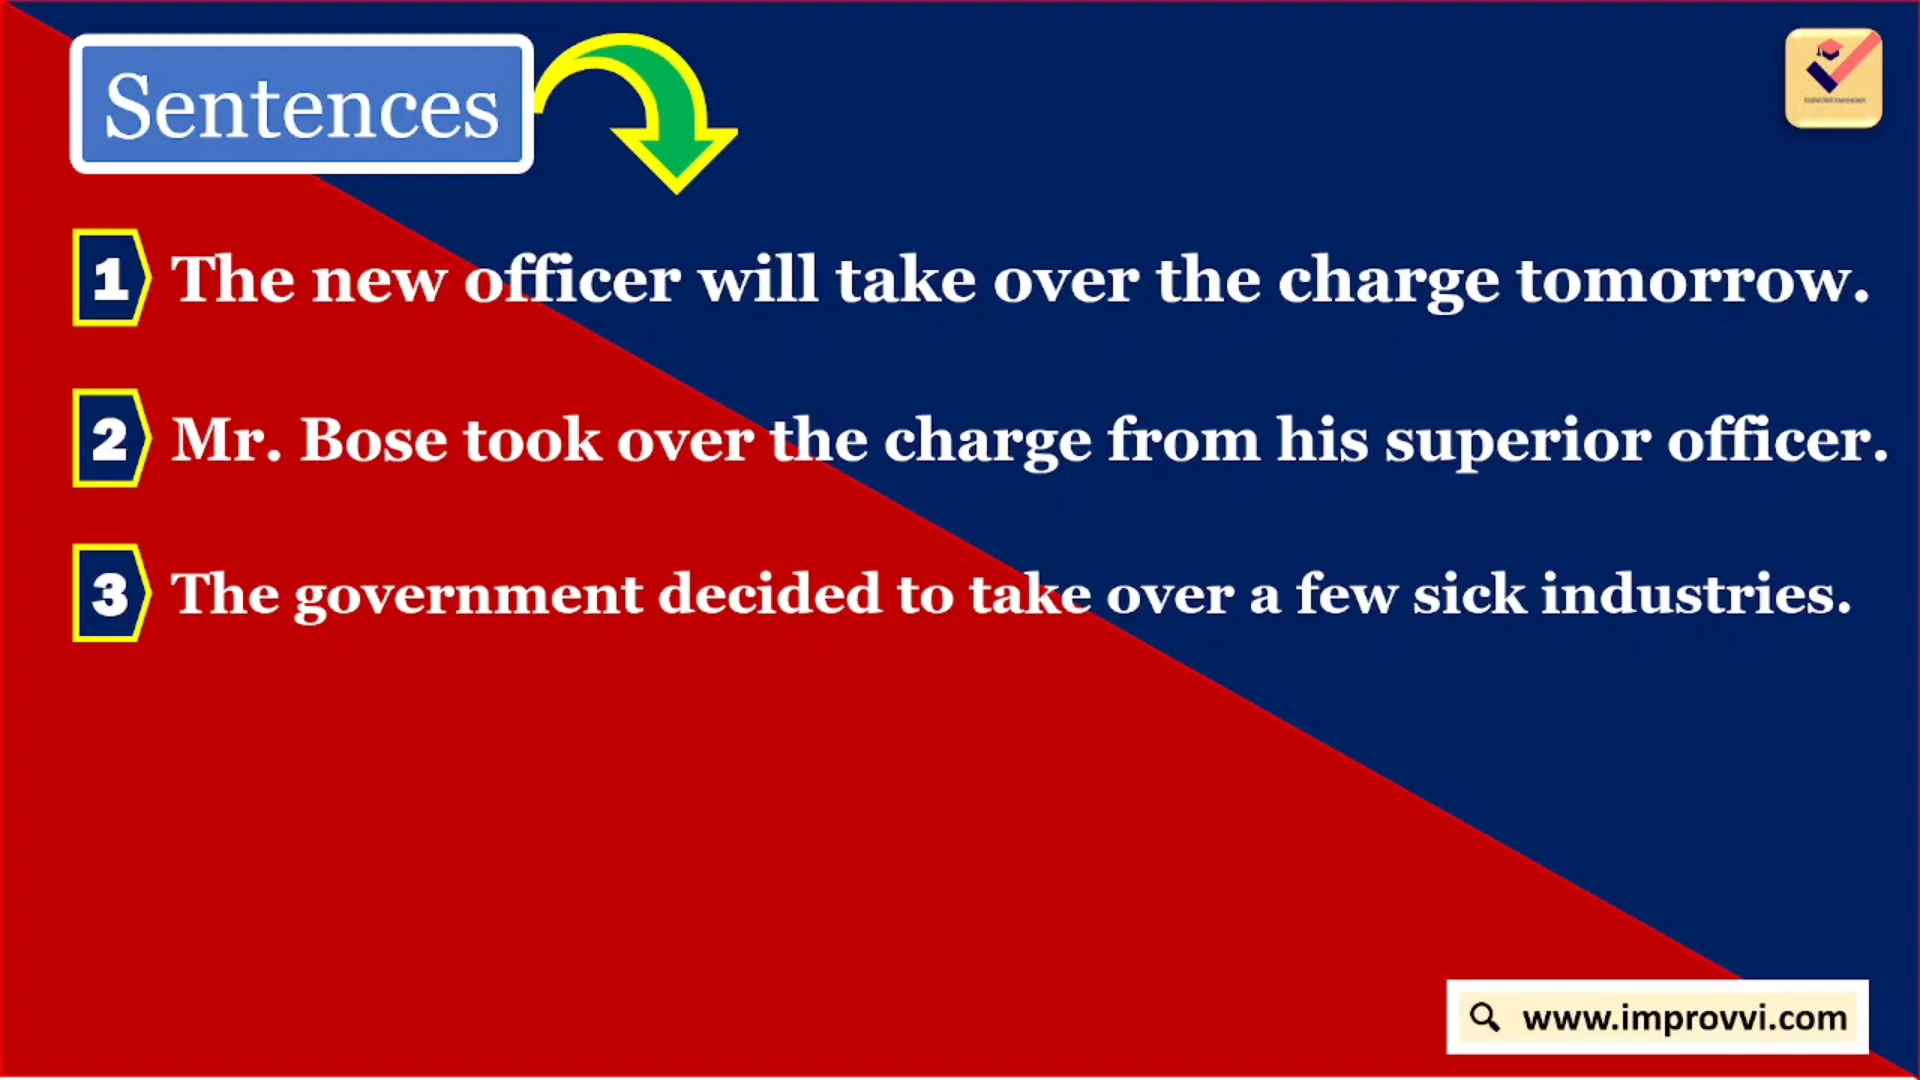 Sentences
1 The new officer will take over the charge tomorrow.
2 Mr. Bose took over the charge from his superior officer.
3 The government decided to take over a few sick industries.
www.improvvi.com